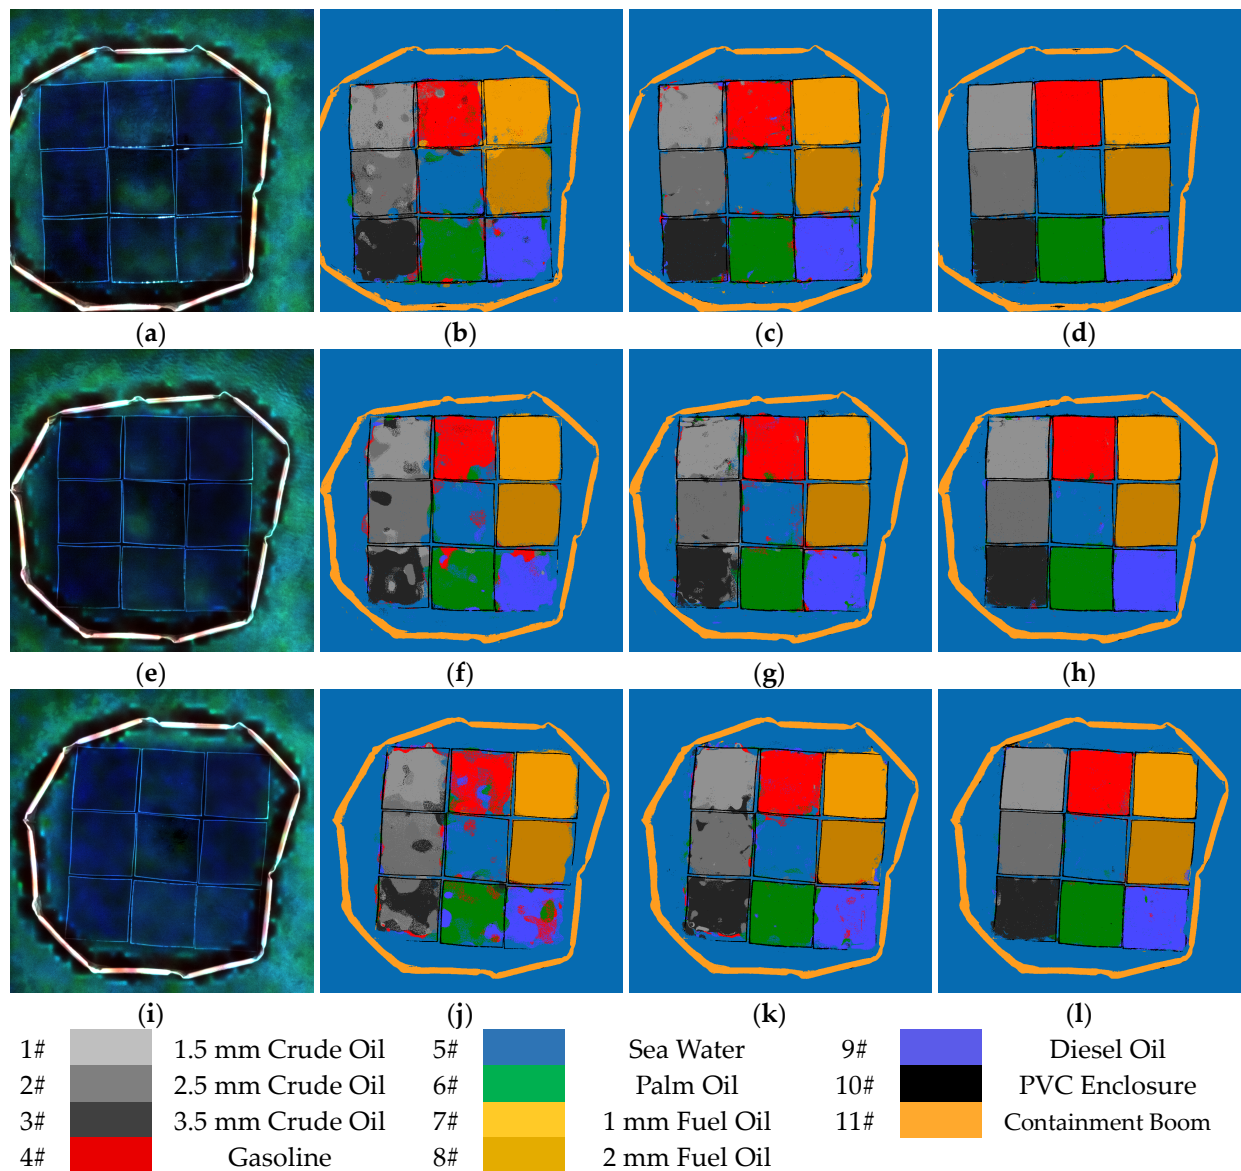 (a) (b) (c) (d)
(e) (f) (g) (h)
(i) (j) (k) (l)
1# 1.5 mm Crude Oil 5# Sea Water 9# Diesel Oil
2# 2.5 mm Crude Oil 6# Palm Oil 10# PVC Enclosure
3# 3.5 mm Crude Oil 7# 1 mm Fuel Oil 11# Containment Boom
4# Gasoline 8# 2 mm Fuel Oil